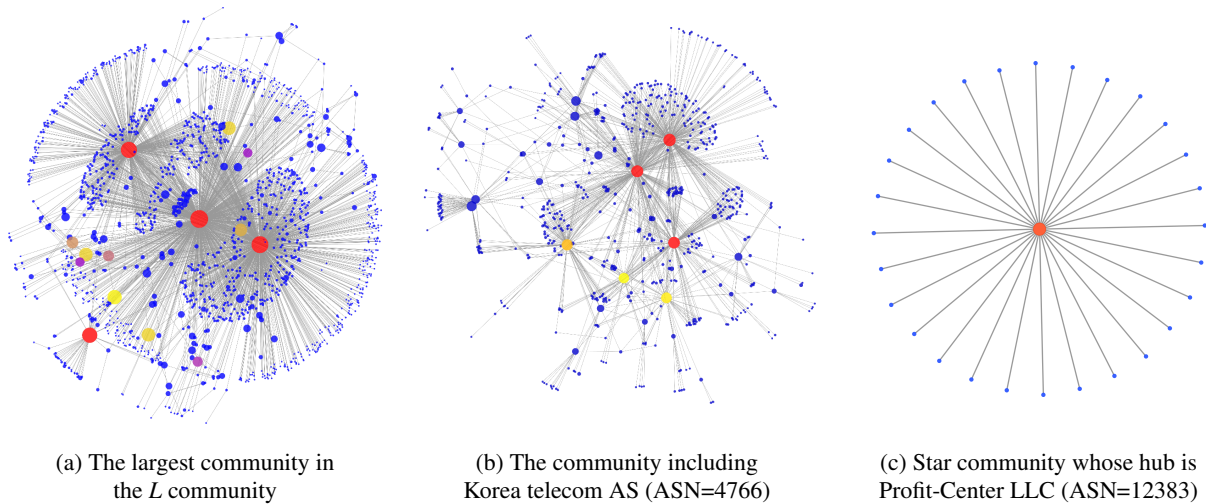 (a) The largest community in
the L community
(b) The community including
Korea telecom AS (ASN=4766)
(c) Star community whose hub is
Profit-Center LLC (ASN=12383)